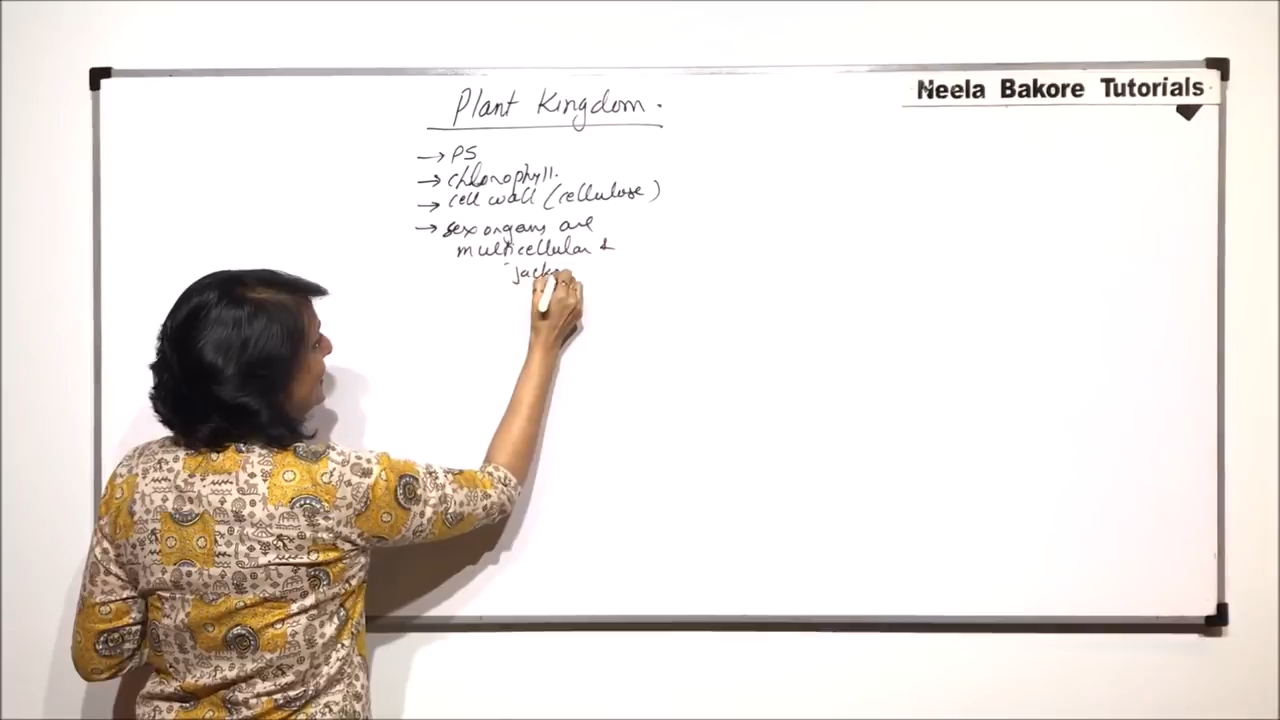 Neela Bakore Tutorials
Plant Kingdom.
→ PS
→ chlorophyll.
→ cell wall (cellulose)
→ sex organs are
multicellular &